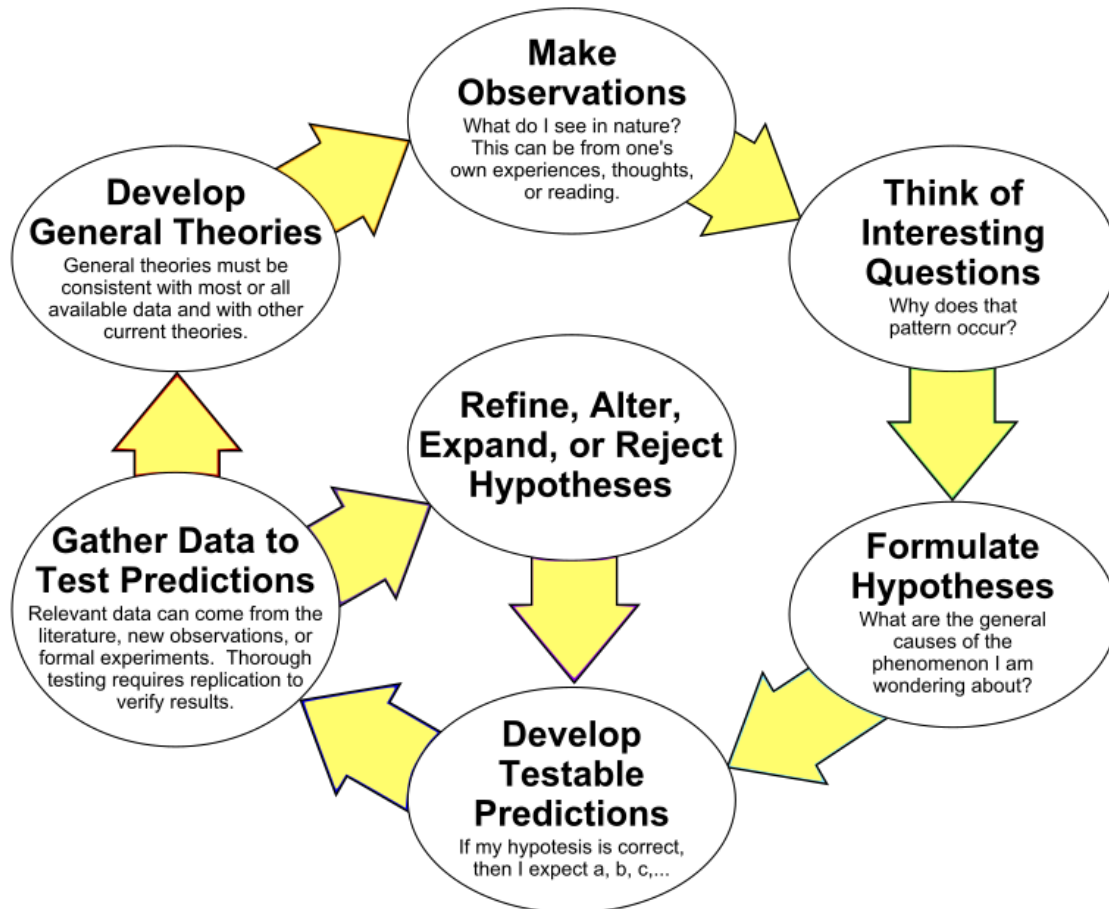 Make
Observations
What do I see in nature?
This can be from one's
own experiences, thoughts,
or reading.
Think of
Interesting
Questions
Why does that
pattern occur?
Formulate
Hypotheses
What are the general
causes of the
phenomenon I am
wondering about?
Develop
Testable
Predictions
If my hypotesis is correct,
then I expect a, b, c,...
Gather Data to
Test Predictions
Relevant data can come from the
literature, new observations, or
formal experiments. Thorough
testing requires replication to
verify results.
Refine, Alter,
Expand, or Reject
Hypotheses
Develop
General Theories
General theories must be
consistent with most or all
available data and with other
current theories.